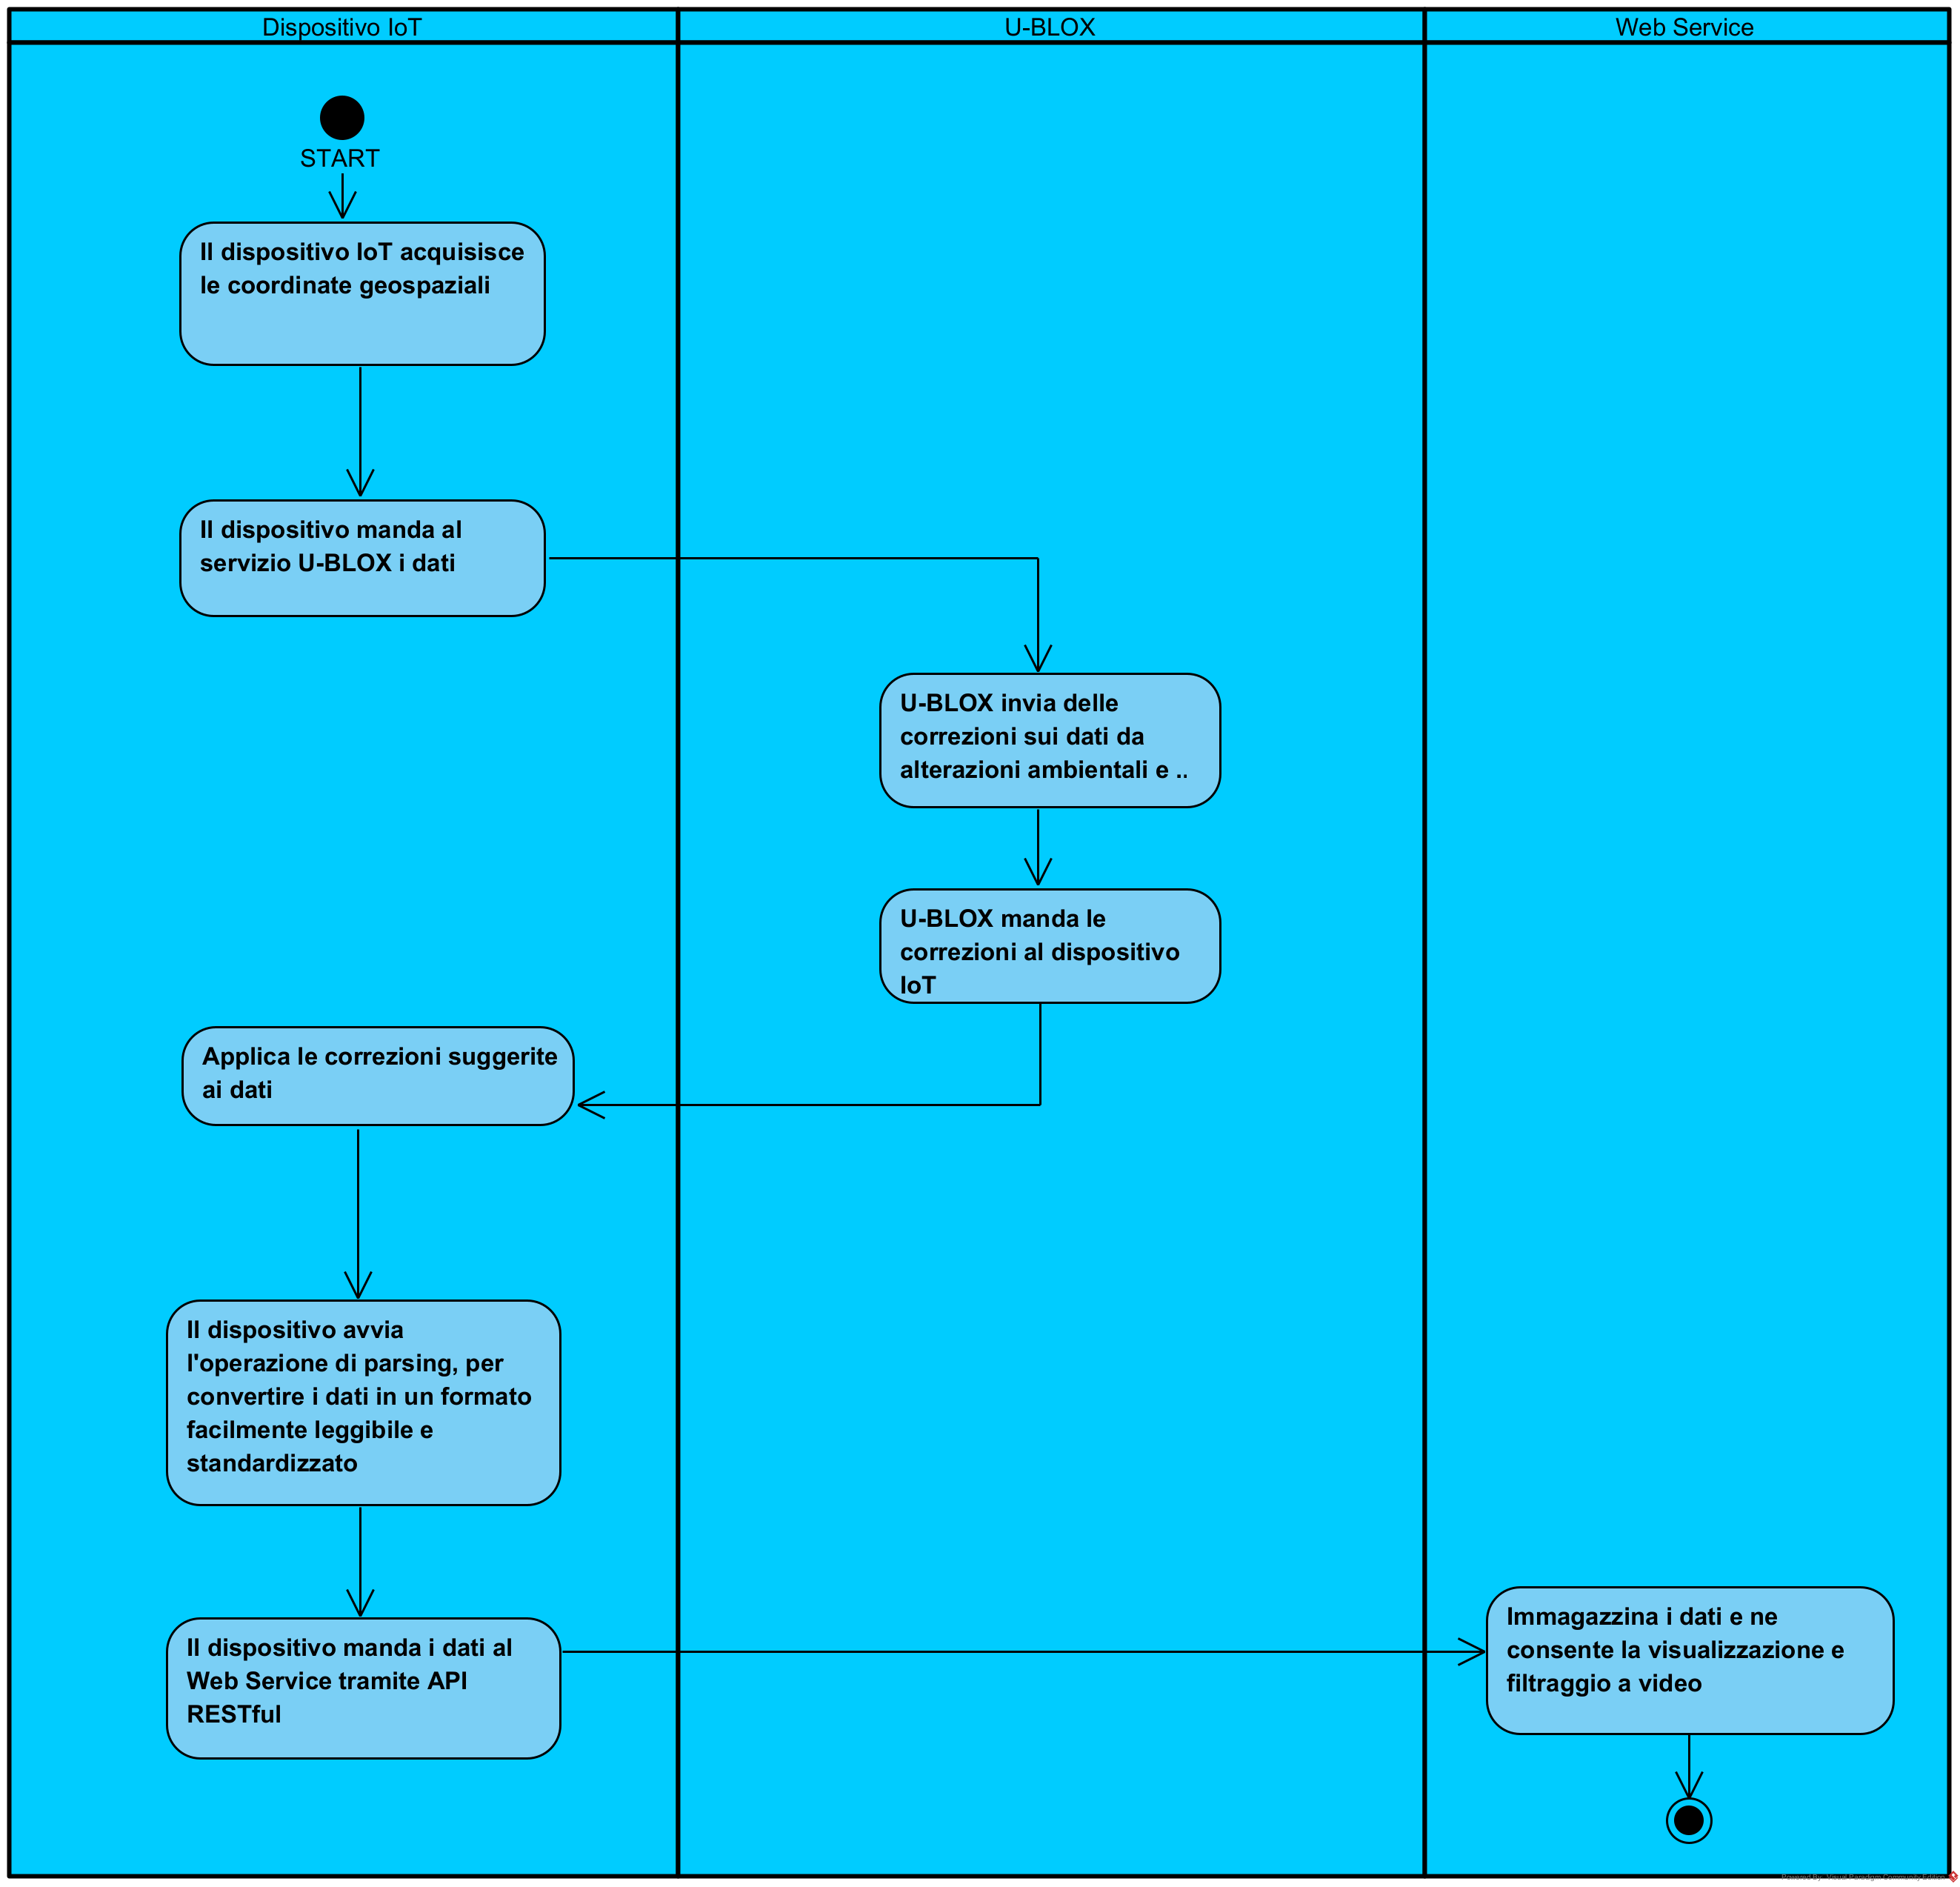 Dispositivo IoT
U-BLOX
Web Service
START
Il dispositivo IoT acquisisce
le coordinate geospaziali
Il dispositivo manda al
servizio U-BLOX i dati
U-BLOX invia delle
correzioni sui dati da
alterazioni ambientali e ..
U-BLOX manda le
correzioni al dispositivo
IoT
Applica le correzioni suggerite
ai dati
Il dispositivo avvia
l'operazione di parsing, per
convertire i dati in un formato
facilmente leggibile e
standardizzato
Il dispositivo manda i dati al
Web Service tramite API
RESTful
Immagazzina i dati e ne
consente la visualizzazione e
filtraggio a video